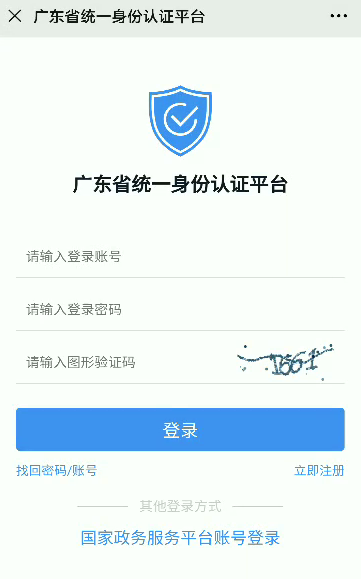 广东省统一身份认证平台
广东省统一身份认证平台
请输入登录账号
请输入登录密码
请输入图形验证码
登录
找回密码/账号 立即注册
其他登录方式
国家政务服务平台账号登录